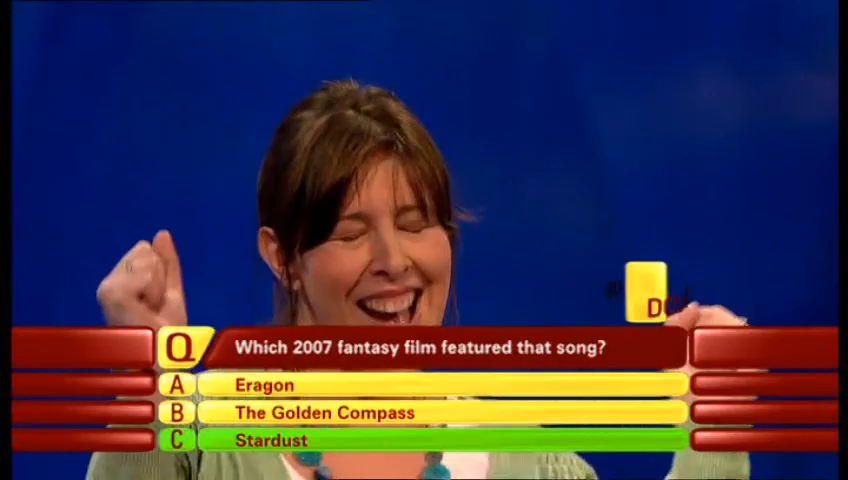 Q Which 2007 fantasy film featured that song?
A Eragon
B The Golden Compass
C Stardust